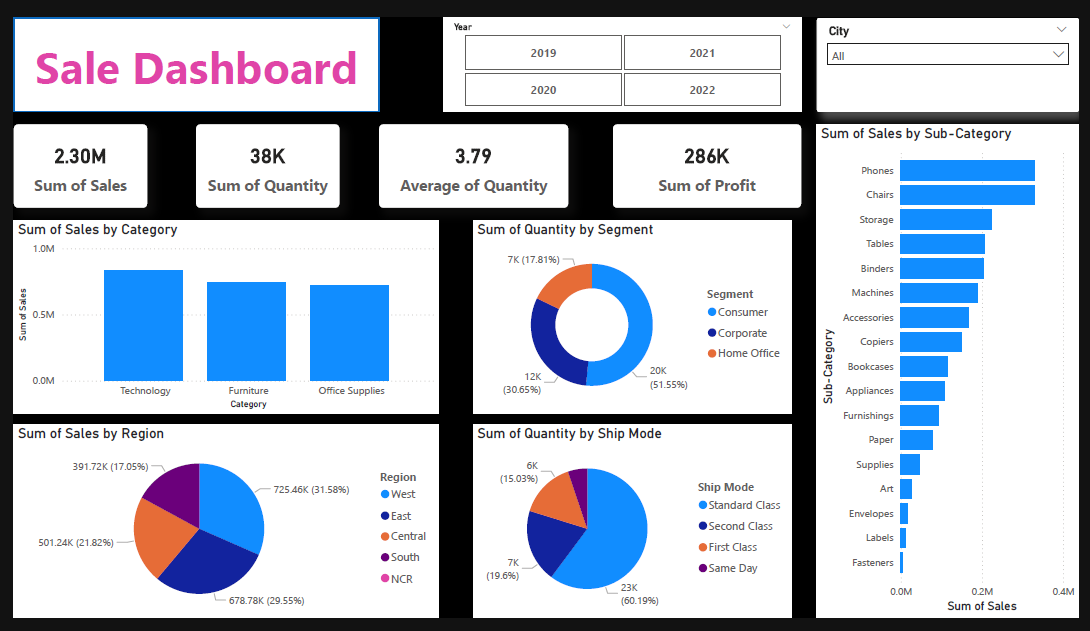 Sale Dashboard
Year
2019
2021
2020
2022
City
All
2.30M
Sum of Sales
38K
Sum of Quantity
3.79
Average of Quantity
286K
Sum of Profit
Sum of Sales by Category
1.0M
0.5M
0.0M
Sum of Sales
Technology
Furniture
Office Supplies
Category
Sum of Quantity by Segment
7K (17.81%)
12K
(30.65%)
20K
(51.55%)
Segment
Consumer
Corporate
Home Office
Sum of Sales by Region
391.72K (17.05%)
725.46K (31.58%)
501.24K (21.82%)
678.78K (29.55%)
Region
West
East
Central
South
NCR
Sum of Quantity by Ship Mode
6K
(15.03%)
7K
(19.6%)
23K
(60.19%)
Ship Mode
Standard Class
Second Class
First Class
Same Day
Sum of Sales by Sub-Category
Sub-Category
Phones
Chairs
Storage
Tables
Binders
Machines
Accessories
Copiers
Bookcases
Appliances
Furnishings
Paper
Supplies
Art
Envelopes
Labels
Fasteners
0.0M
0.2M
0.4M
Sum of Sales